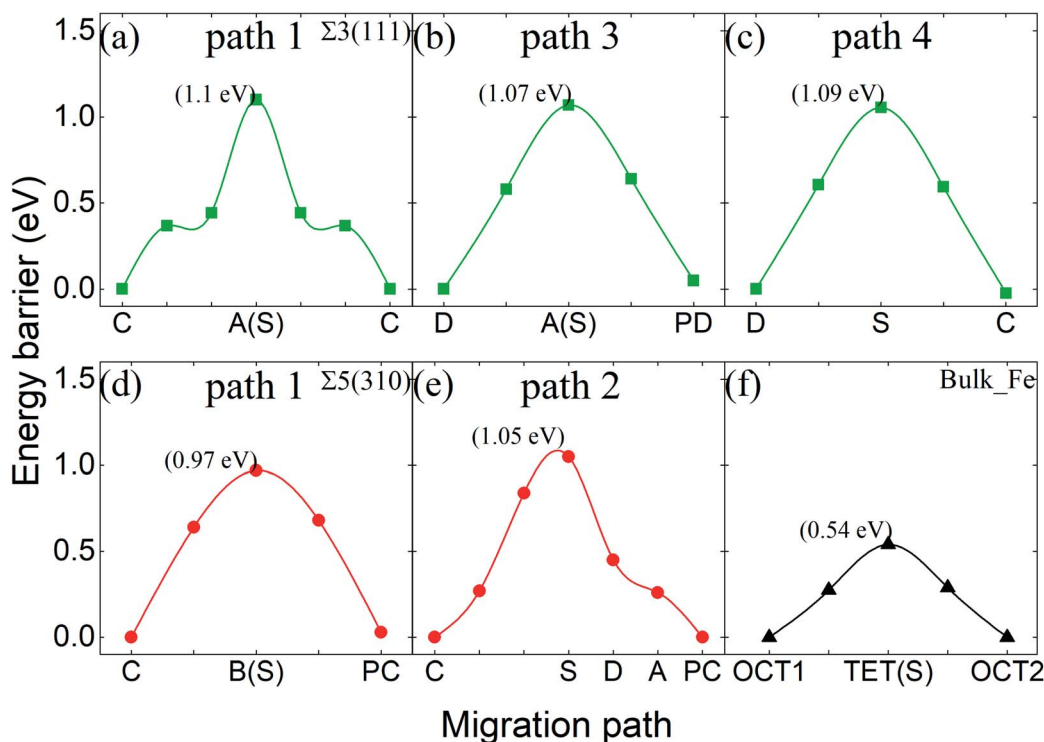 (a) path 1 Σ3(111)
(1.1 eV)
C A(S) C
(b) path 3
(1.07 eV)
D A(S) PD
(c) path 4
(1.09 eV)
D S C
1.5
1.0
0.5
0.0
(d) path 1 Σ5(310)
(0.97 eV)
C B(S) PC
(e) path 2
(1.05 eV)
C S D A PC
(f) Bulk_Fe
(0.54 eV)
OCT1 TET(S) OCT2
1.5
1.0
0.5
0.0
Energy barrier (eV)
Migration path